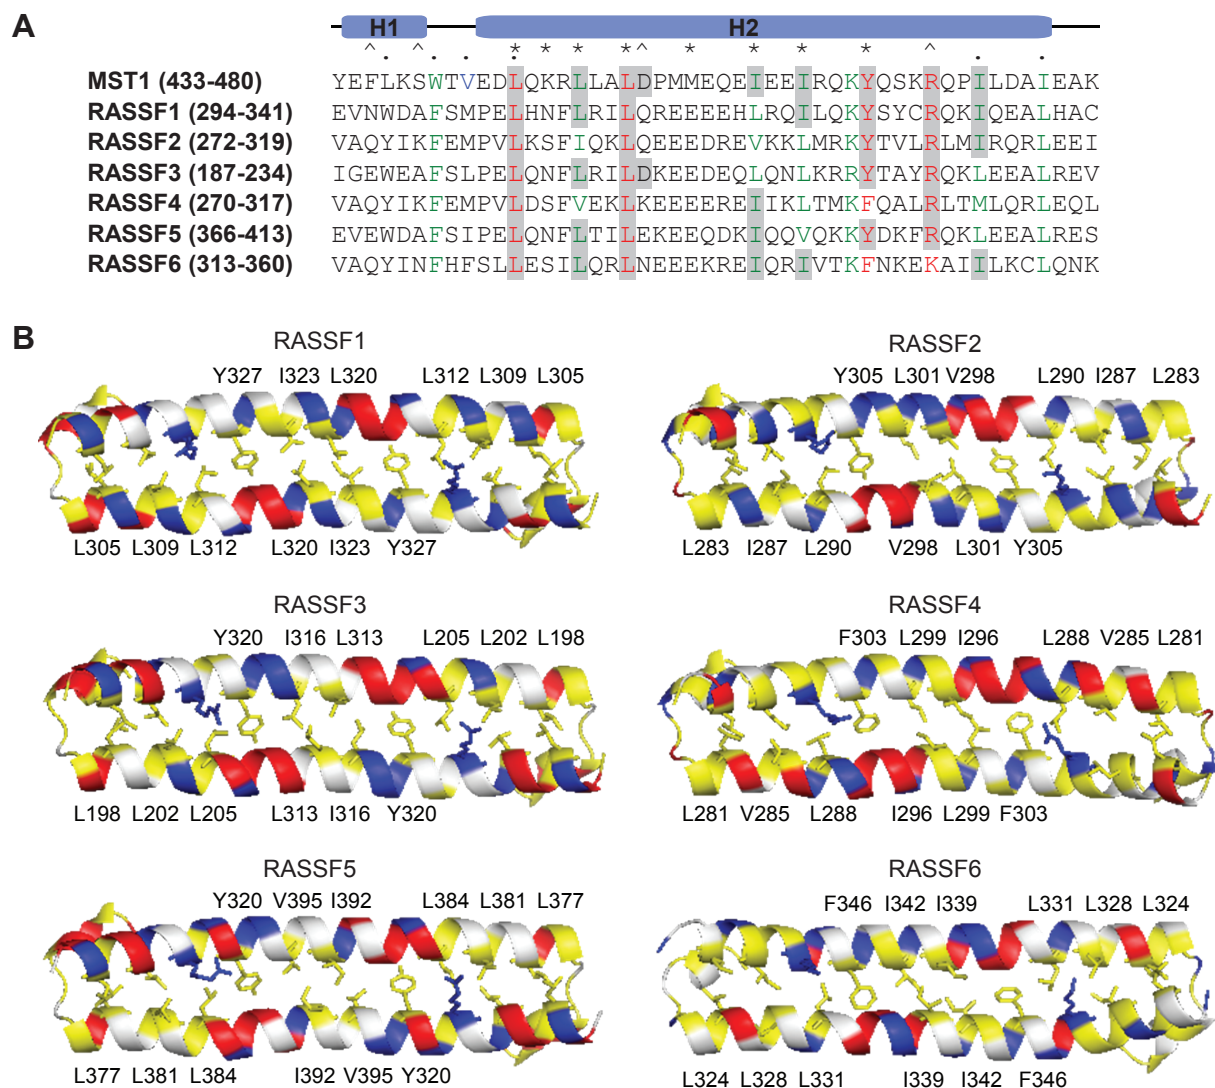 A
H1 H2
^ ^ * * * * ^ * * * * ^
. . . . .
MST1 (433-480) YEFLKSWTVEDLQKRLLALDPMMEQEIEEIRQKYQSKRQPILDAIEAK
RASSF1 (294-341) EVNWDAFSMPELHNFLRILQREEEEHLRQILQKYSYCRQKIQEALHAC
RASSF2 (272-319) VAQYIKFEMPVLKSFIQKLQEEEDREVKKLMRKYTVLRLMIRQRLEEI
RASSF3 (187-234) IGEWEAFSLPELQNFLRILDKEEDEQLQNLKRRYTAYRQKLEEALREV
RASSF4 (270-317) VAQYIKFEMPVLDSFVEKLKEEEEREIIKLTMKFQALRLTMLQRLEQL
RASSF5 (366-413) EVEWDAFSIPELQNFLTILEKEEQDKIQQVQKKYDKFRQKLEEALRES
RASSF6 (313-360) VAQYINFHFSLLESILQRLNEEEKREIQRIVTKFNKEKAIILKCLQNK
B
RASSF1
Y327 I323 L320 L312 L309 L305
L305 L309 L312 L320 I323 Y327
RASSF2
Y305 L301 V298 L290 I287 L283
L283 I287 L290 V298 L301 Y305
RASSF3
Y320 I316 L313 L205 L202 L198
L198 L202 L205 L313 I316 Y320
RASSF4
F303 L299 I296 L288 V285 L281
L281 V285 L288 I296 L299 F303
RASSF5
Y320 V395 I392 L384 L381 L377
L377 L381 L384 I392 V395 Y320
RASSF6
F346 I342 I339 L331 L328 L324
L324 L328 L331 I339 I342 F346